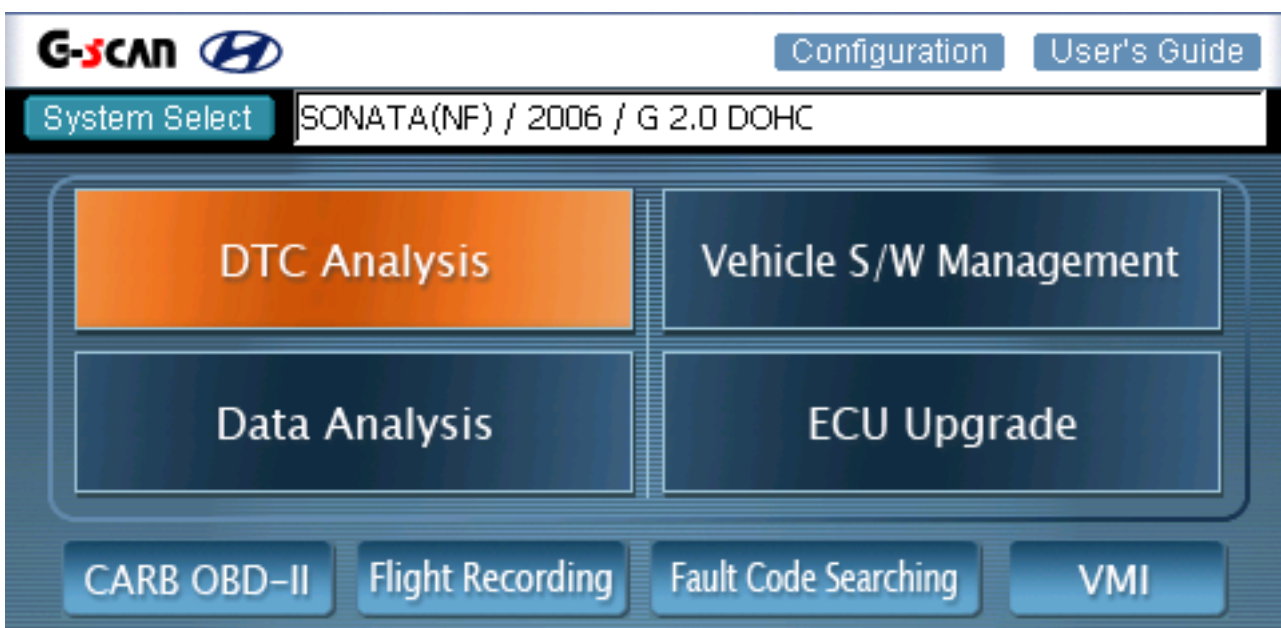 G-scan
Configuration
User's Guide
System Select
SONATA(NF) / 2006 / G 2.0 DOHC
DTC Analysis
Vehicle S/W Management
Data Analysis
ECU Upgrade
CARB OBD-II
Flight Recording
Fault Code Searching
VMI